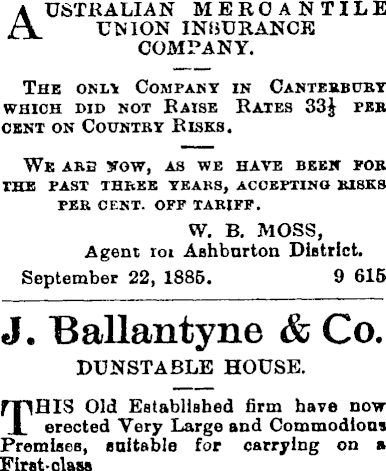 AUSTRALIAN MERCANTILE
UNION INSURANCE
COMPANY.
THE ONLY COMPANY IN CANTERBURY
WHICH DID NOT RAISE RATES 33⅓ PER
CENT ON COUNTRY RISKS.
WE ARE NOW, AS WE HAVE BEEN FOR
THE PAST THREE YEARS, ACCEPTING RISKS
PER CENT. OFF TARIFF.
W. B. MOSS,
Agent for Ashburton District.
September 22, 1885. 9 615
J. Ballantyne & Co.
DUNSTABLE HOUSE.
THIS Old Established firm have now
erected Very Large and Commodious
Premises, suitable for carrying on a
First-class